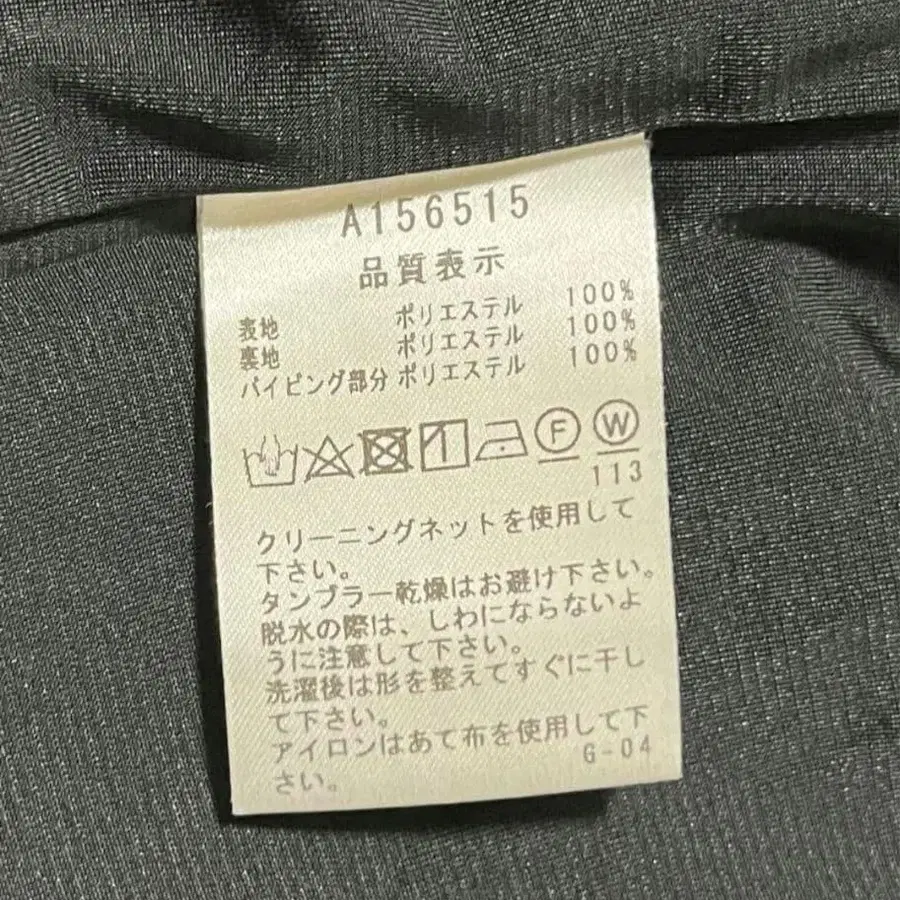 A156515
品質表示
表地 ポリエステル 100%
裏地 ポリエステル 100%
パイピング部分 ポリエステル 100%
F W
113
クリーニングネットを使用して
下さい。
タンブラー乾燥はお避け下さい。
脱水の際は、しわにならないよ
うに注意して下さい。
洗濯後は形を整えてすぐに干し
て下さい。
アイロンはあて布を使用して下
さい。
G-04